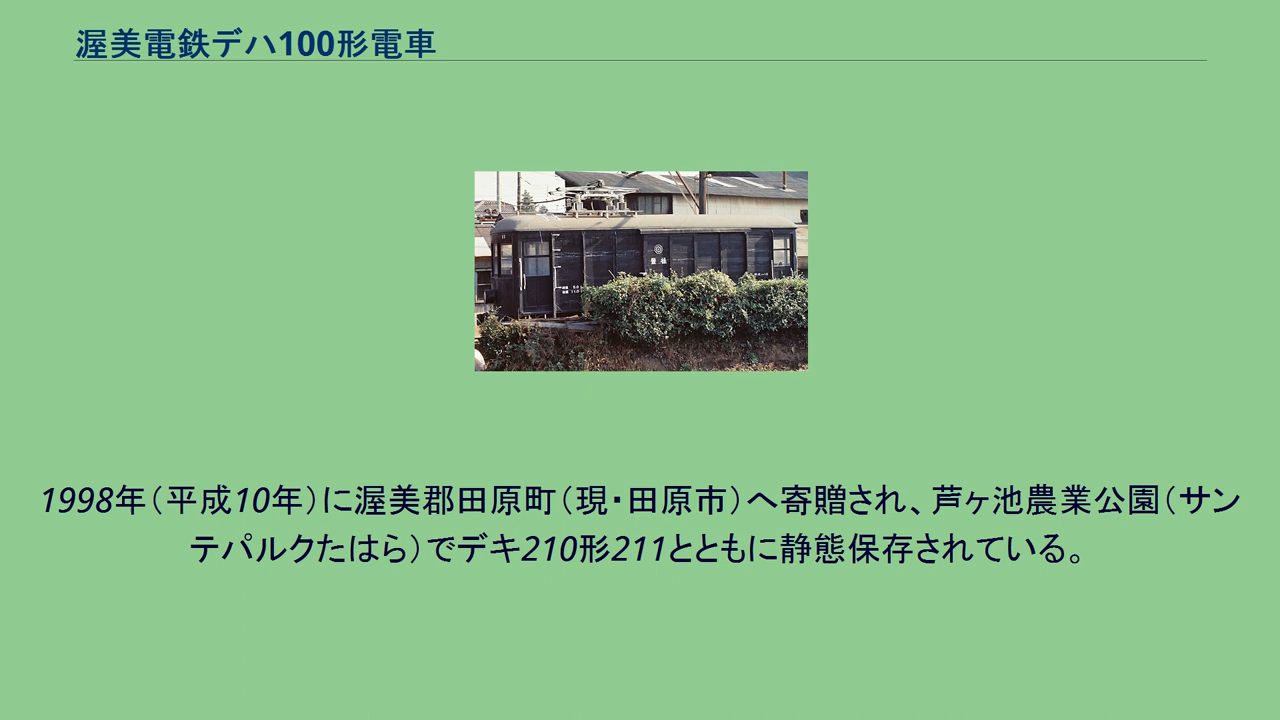 渥美電鉄デハ100形電車
1998年（平成10年）に渥美郡田原町（現・田原市）へ寄贈され、芦ヶ池農業公園（サン
テパルクたはら）でデキ210形211とともに静態保存されている。